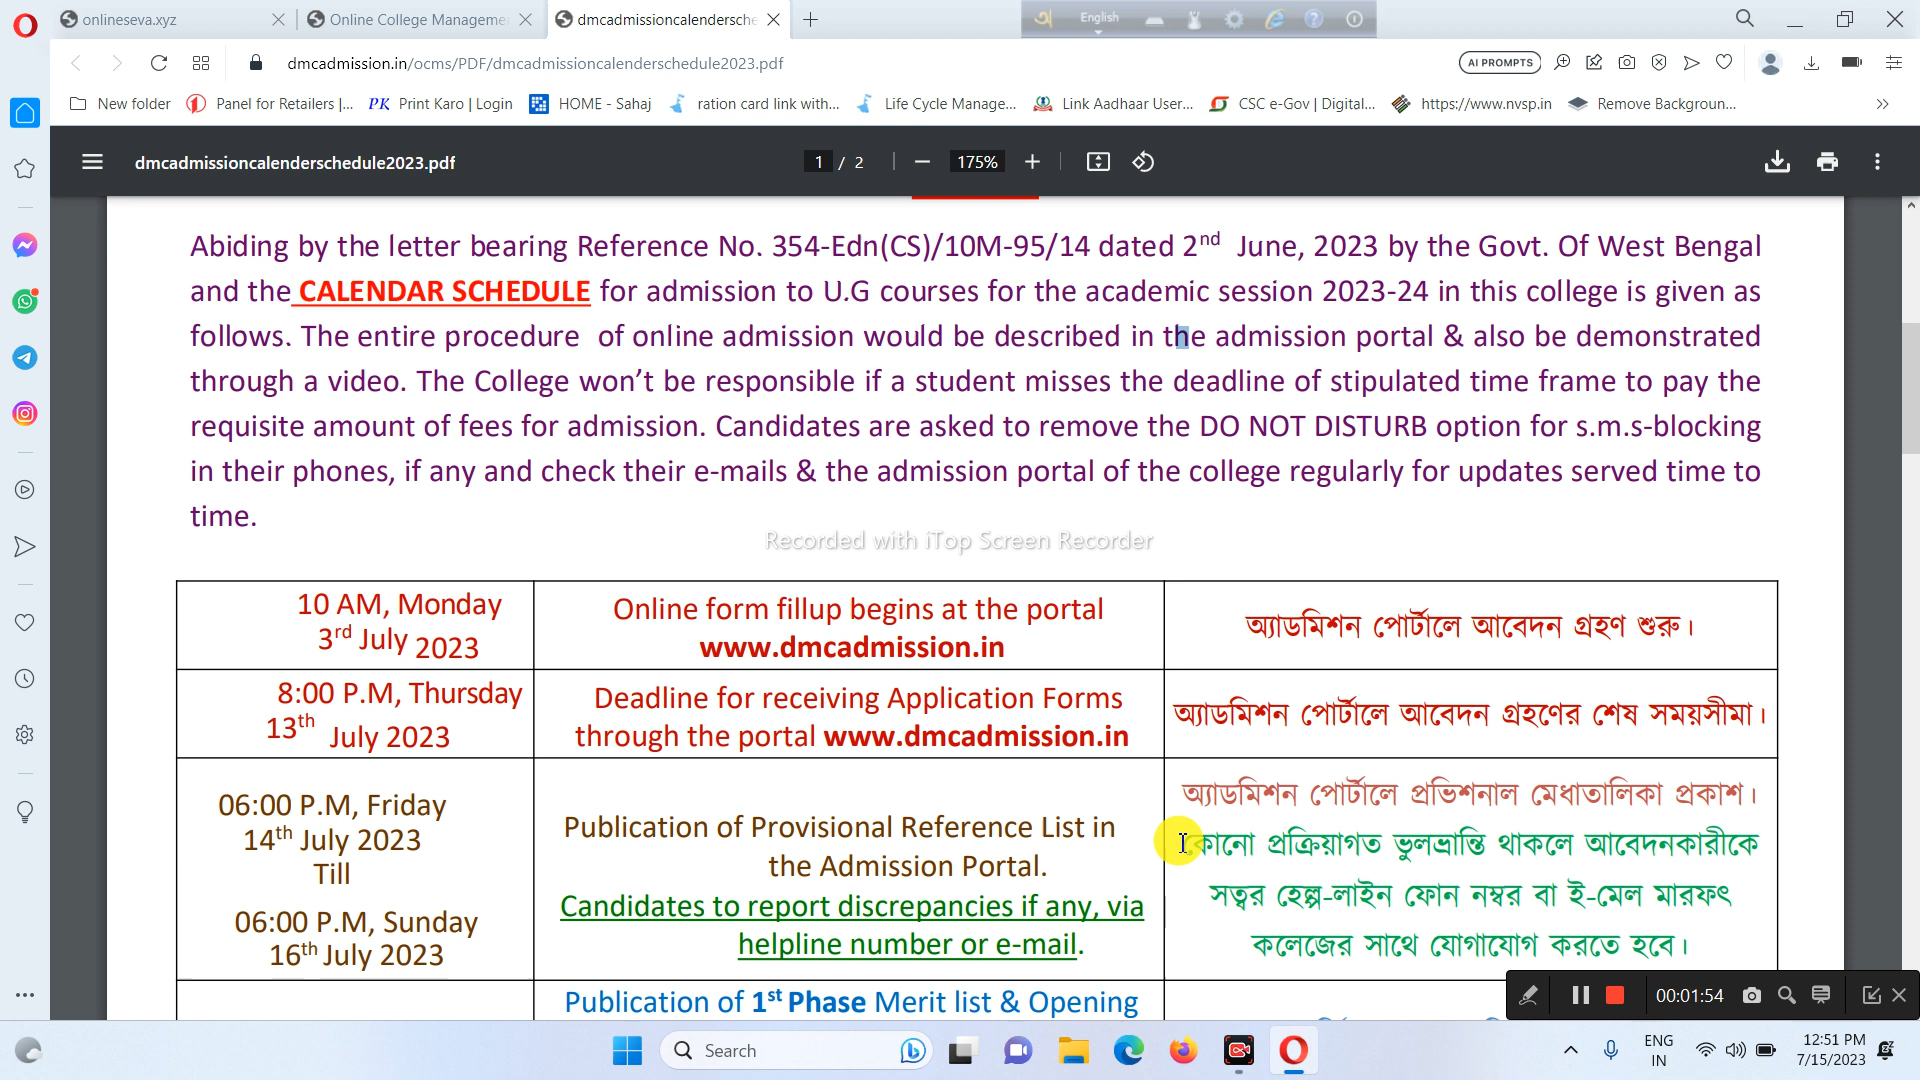 onlineseva.xyz
Online College Manageme
dmcadmissioncalendersche
English
dmcadmission.in/ocms/PDF/dmcadmissioncalenderschedule2023.pdf
AI PROMPTS
New folder
Panel for Retailers |...
PK Print Karo | Login
HOME - Sahaj
ration card link with...
Life Cycle Manage...
Link Aadhaar User...
CSC e-Gov | Digital...
https://www.nvsp.in
Remove Backgroun...
dmcadmissioncalenderschedule2023.pdf
1 / 2
175%
Abiding by the letter bearing Reference No. 354-Edn(CS)/10M-95/14 dated 2nd June, 2023 by the Govt. Of West Bengal
and the CALENDAR SCHEDULE for admission to U.G courses for the academic session 2023-24 in this college is given as
follows. The entire procedure of online admission would be described in the admission portal & also be demonstrated
through a video. The College won't be responsible if a student misses the deadline of stipulated time frame to pay the
requisite amount of fees for admission. Candidates are asked to remove the DO NOT DISTURB option for s.m.s-blocking
in their phones, if any and check their e-mails & the admission portal of the college regularly for updates served time to
time.
Recorded with iTop Screen Recorder
10 AM, Monday
3rd July 2023
Online form fillup begins at the portal
www.dmcadmission.in
অ্যাডমিশন পোর্টালে আবেদন গ্রহণ শুরু।
8:00 P.M, Thursday
13th July 2023
Deadline for receiving Application Forms
through the portal www.dmcadmission.in
অ্যাডমিশন পোর্টালে আবেদন গ্রহণের শেষ সময়সীমা।
06:00 P.M, Friday
14th July 2023
Till
06:00 P.M, Sunday
16th July 2023
Publication of Provisional Reference List in
the Admission Portal.
Candidates to report discrepancies if any, via
helpline number or e-mail.
অ্যাডমিশন পোর্টালে প্রভিশনাল মেধাতালিকা প্রকাশ।
কোনো প্রক্রিয়াগত ভুলভ্রান্তি থাকলে আবেদনকারীকে
সত্বর হেল্প-লাইন ফোন নম্বর বা ই-মেল মারফৎ
কলেজের সাথে যোগাযোগ করতে হবে।
Publication of 1st Phase Merit list & Opening
00:01:54
Search
ENG
IN
12:51 PM
7/15/2023